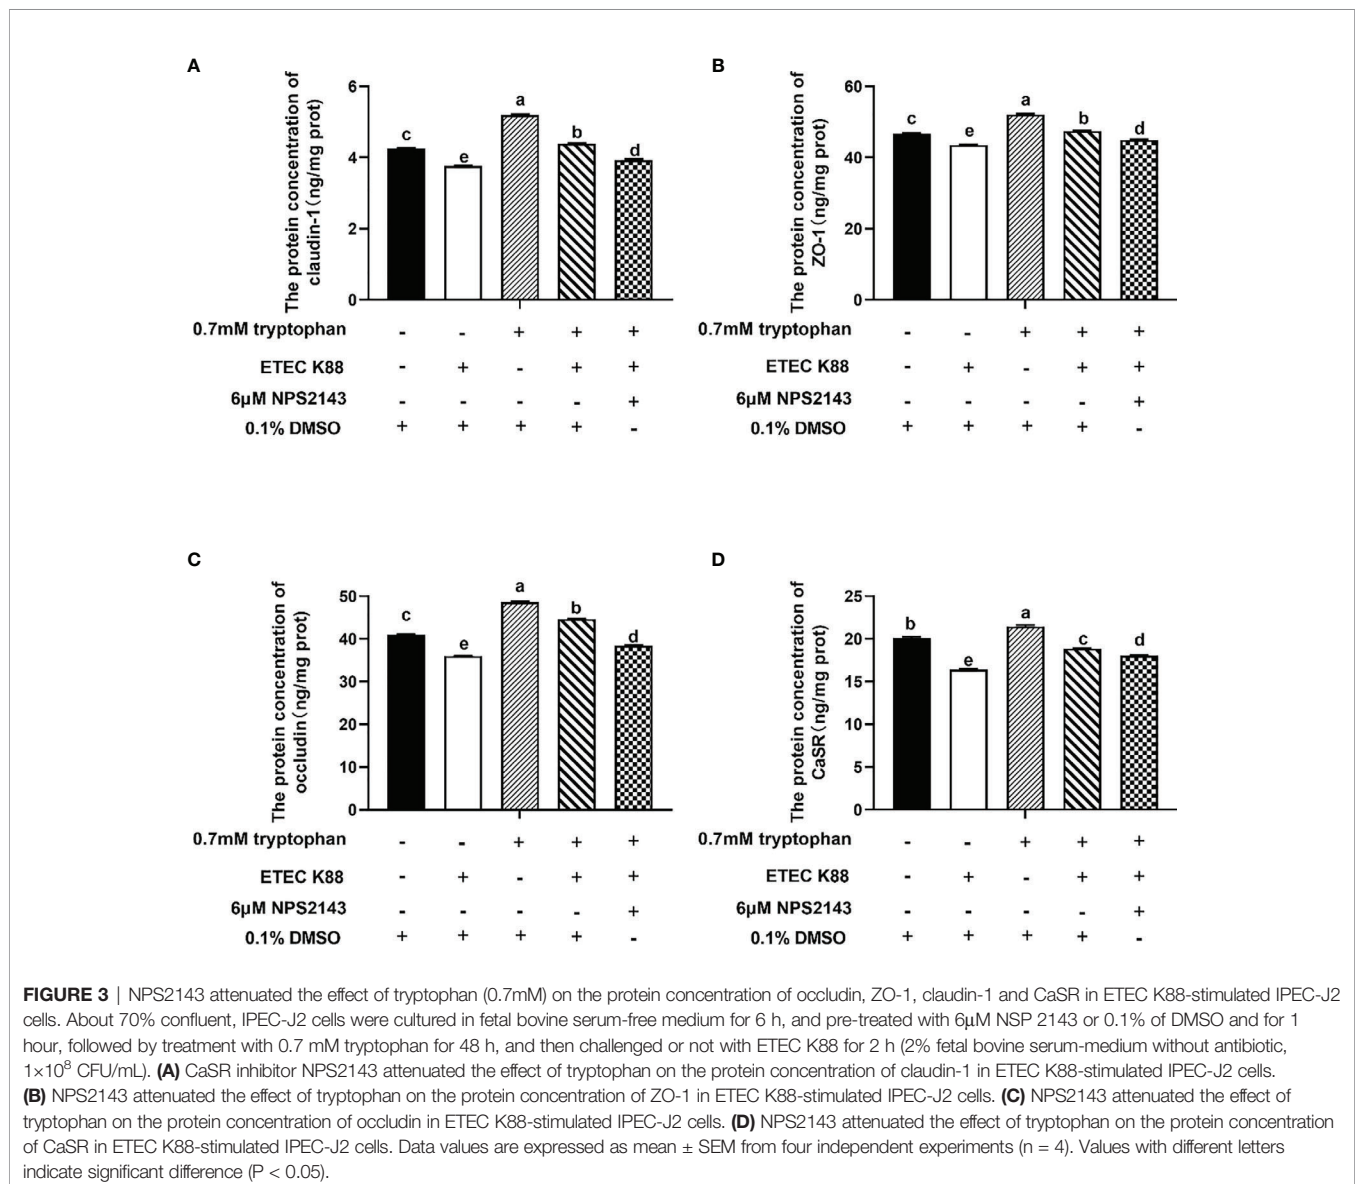 A
The protein concentration of
claudin-1(ng/mg prot)
6
4
2
0
c
e
a
b
d
0.7mM tryptophan - - + + +
ETEC K88 - + - + +
6μM NPS2143 - - - - +
0.1% DMSO + + + + -
B
The protein concentration of
ZO-1(ng/mg prot)
60
40
20
0
c
e
a
b
d
0.7mM tryptophan - - + + +
ETEC K88 - + - + +
6μM NPS2143 - - - - +
0.1% DMSO + + + + -
C
The protein concentration of
occludin(ng/mg prot)
50
40
30
20
10
0
c
e
a
b
d
0.7mM tryptophan - - + + +
ETEC K88 - + - + +
6μM NPS2143 - - - - +
0.1% DMSO + + + + -
D
The protein concentration of
CaSR(ng/mg prot)
25
20
15
10
5
0
b
e
a
c
d
0.7mM tryptophan - - + + +
ETEC K88 - + - + +
6μM NPS2143 - - - - +
0.1% DMSO + + + + -
FIGURE 3 | NPS2143 attenuated the effect of tryptophan (0.7mM) on the protein concentration of occludin, ZO-1, claudin-1 and CaSR in ETEC K88-stimulated IPEC-J2
cells. About 70% confluent, IPEC-J2 cells were cultured in fetal bovine serum-free medium for 6 h, and pre-treated with 6μM NSP 2143 or 0.1% of DMSO and for 1
hour, followed by treatment with 0.7 mM tryptophan for 48 h, and then challenged or not with ETEC K88 for 2 h (2% fetal bovine serum-medium without antibiotic,
1×10⁸ CFU/mL). (A) CaSR inhibitor NPS2143 attenuated the effect of tryptophan on the protein concentration of claudin-1 in ETEC K88-stimulated IPEC-J2 cells.
(B) NPS2143 attenuated the effect of tryptophan on the protein concentration of ZO-1 in ETEC K88-stimulated IPEC-J2 cells. (C) NPS2143 attenuated the effect of
tryptophan on the protein concentration of occludin in ETEC K88-stimulated IPEC-J2 cells. (D) NPS2143 attenuated the effect of tryptophan on the protein concentration
of CaSR in ETEC K88-stimulated IPEC-J2 cells. Data values are expressed as mean ± SEM from four independent experiments (n = 4). Values with different letters
indicate significant difference (P < 0.05).